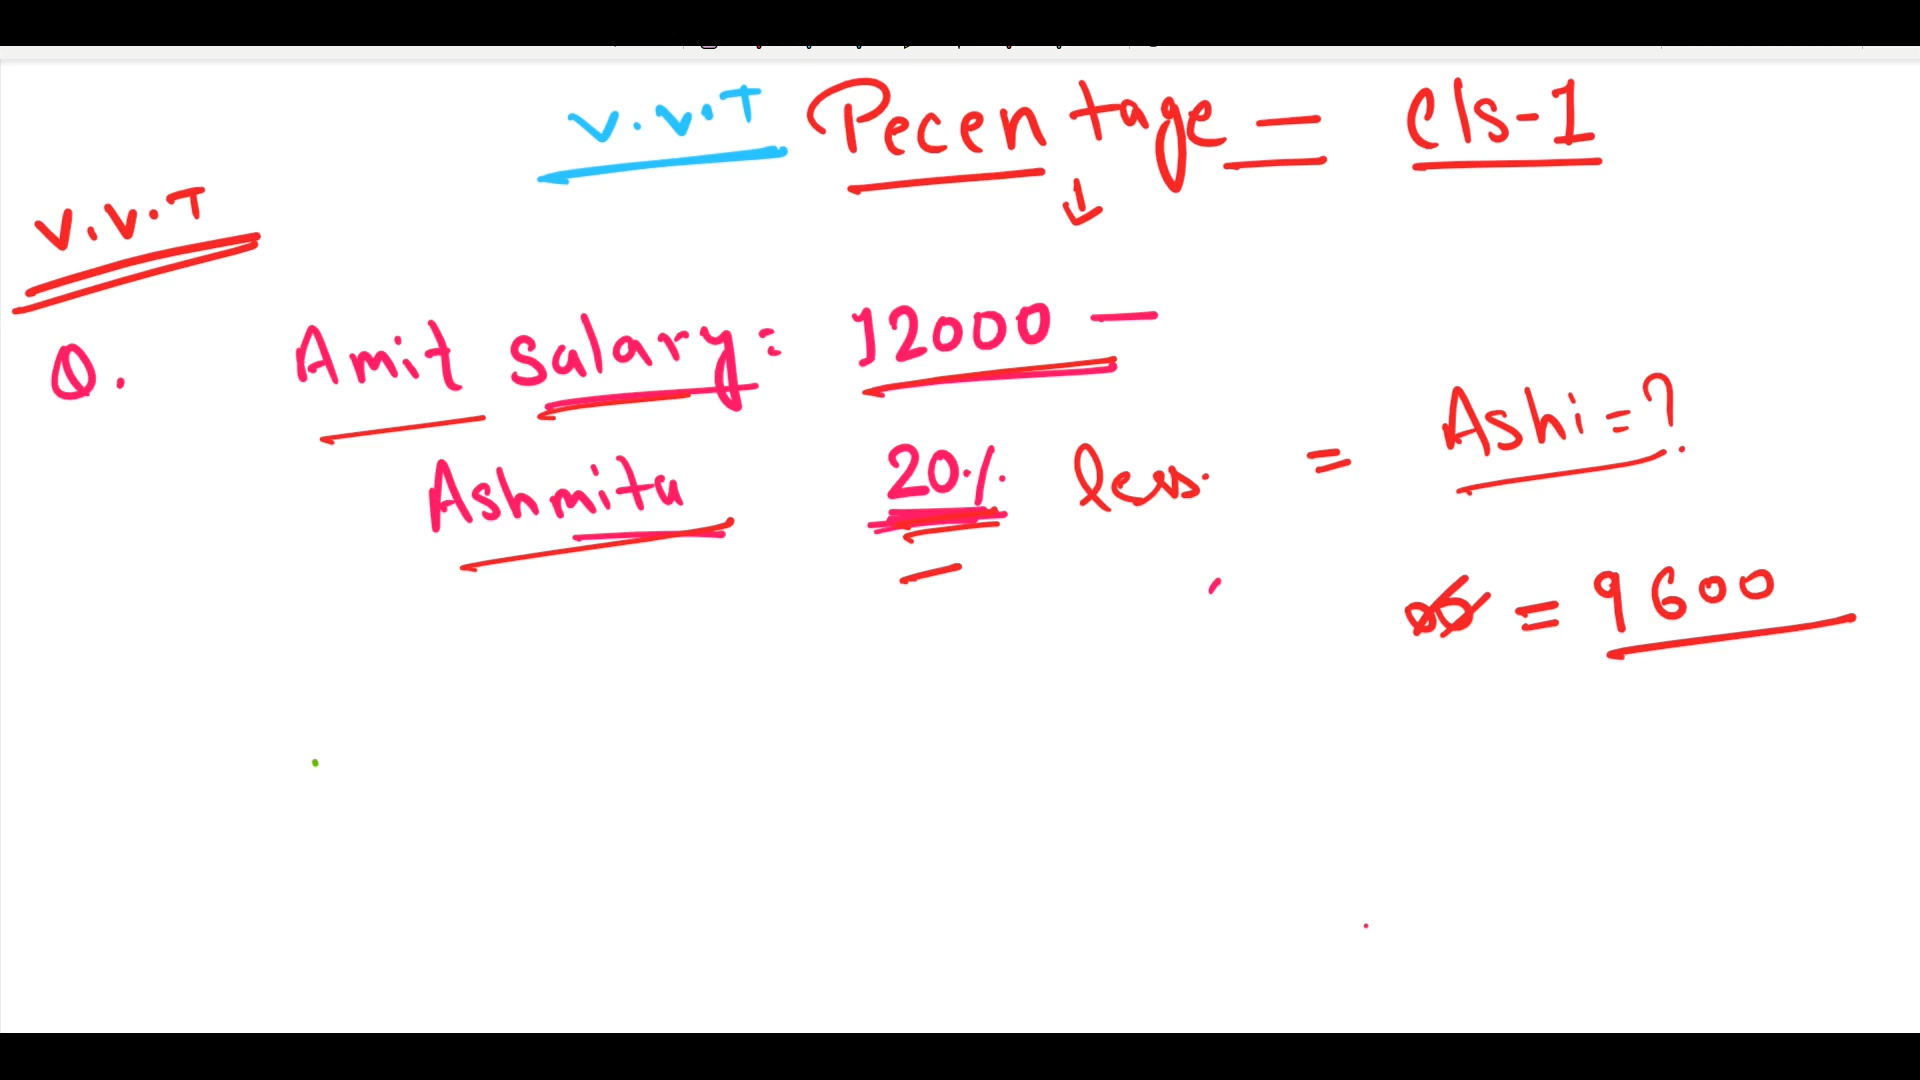 V.V.T Pecentage = Cls-1
V.V.T
Q. Amit Salary = 12000 —
Ashi = ?
Ashmita 20% less. =
= 9600